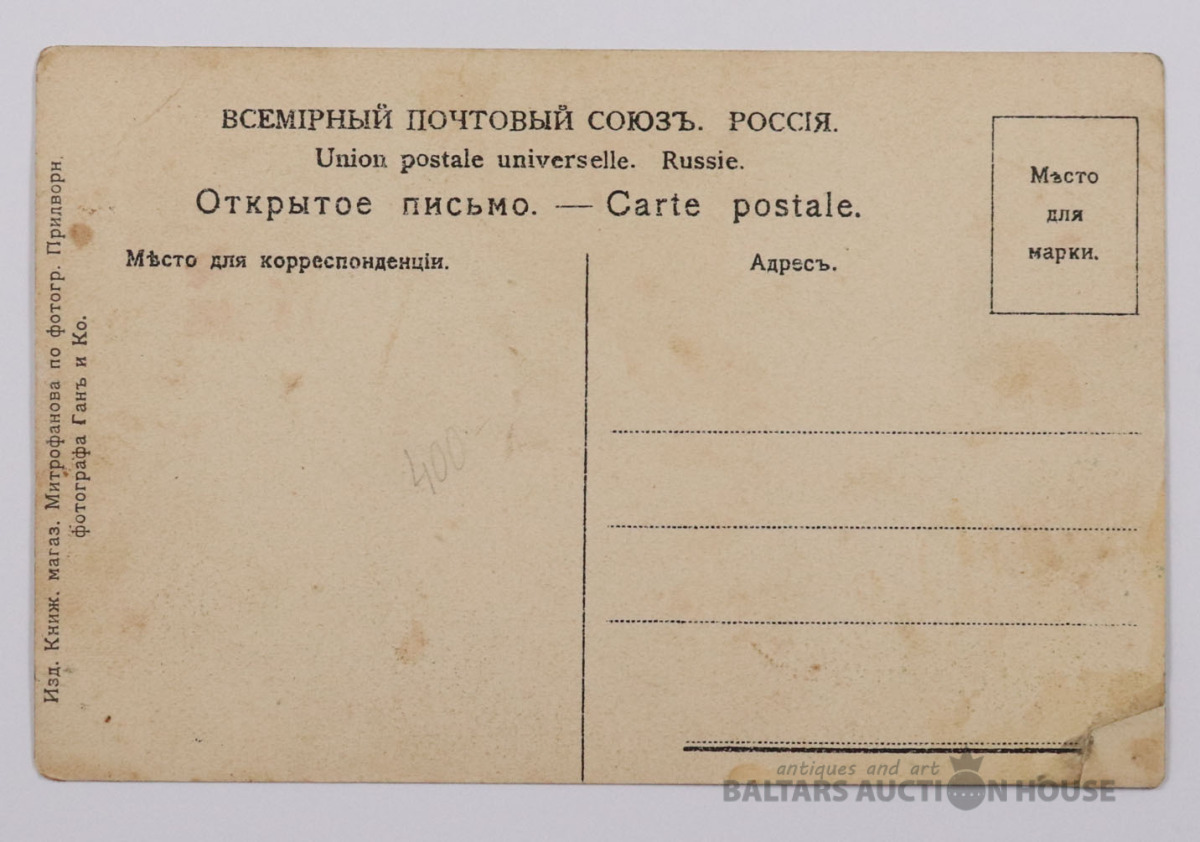 ВСЕМІРНЫЙ ПОЧТОВЫЙ СОЮЗЪ. РОССІЯ.
Union postale universelle. Russie.
Открытое письмо. — Carte postale.
Мѣсто для корреспонденціи.
Адресъ.
Мѣсто
для
марки.
Изд. Книж. магаз. Митрофанова по фотогр. Придворн.
фотографа Ганъ и Ко.
400-
antiques and art
BALTARS AUCTION HOUSE